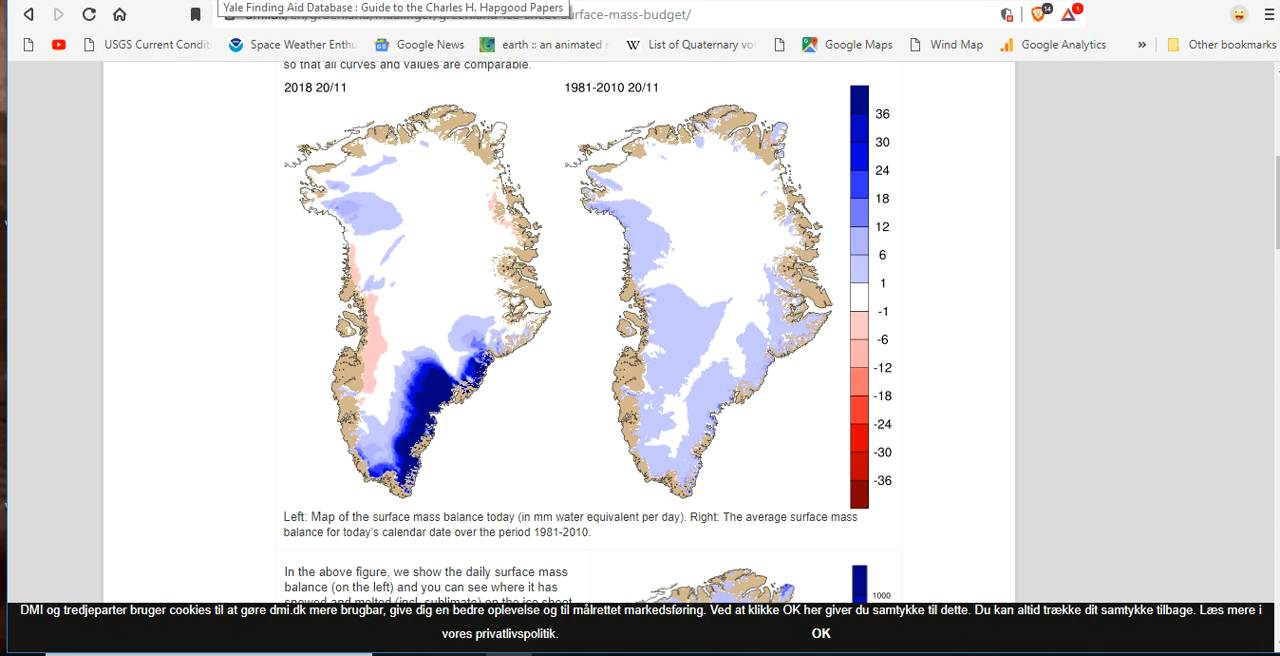 Yale Finding Aid Database : Guide to the Charles H. Hapgood Papers
surface-mass-budget/
14
1
USGS Current Condit
Space Weather Enthu
Google News
earth :: an animated
List of Quaternary vo
Google Maps
Wind Map
Google Analytics
»
Other bookmarks
so that all curves and values are comparable.
2018 20/11
1981-2010 20/11
36
30
24
18
12
6
1
-1
-6
-12
-18
-24
-30
-36
Left: Map of the surface mass balance today (in mm water equivalent per day). Right: The average surface mass
balance for today's calendar date over the period 1981-2010.
In the above figure, we show the daily surface mass
balance (on the left) and you can see where it has
1000
DMI og tredjeparter bruger cookies til at gøre dmi.dk mere brugbar, give dig en bedre oplevelse og til målrettet markedsføring. Ved at klikke OK her giver du samtykke til dette. Du kan altid trække dit samtykke tilbage. Læs mere i
vores privatlivspolitik.
OK